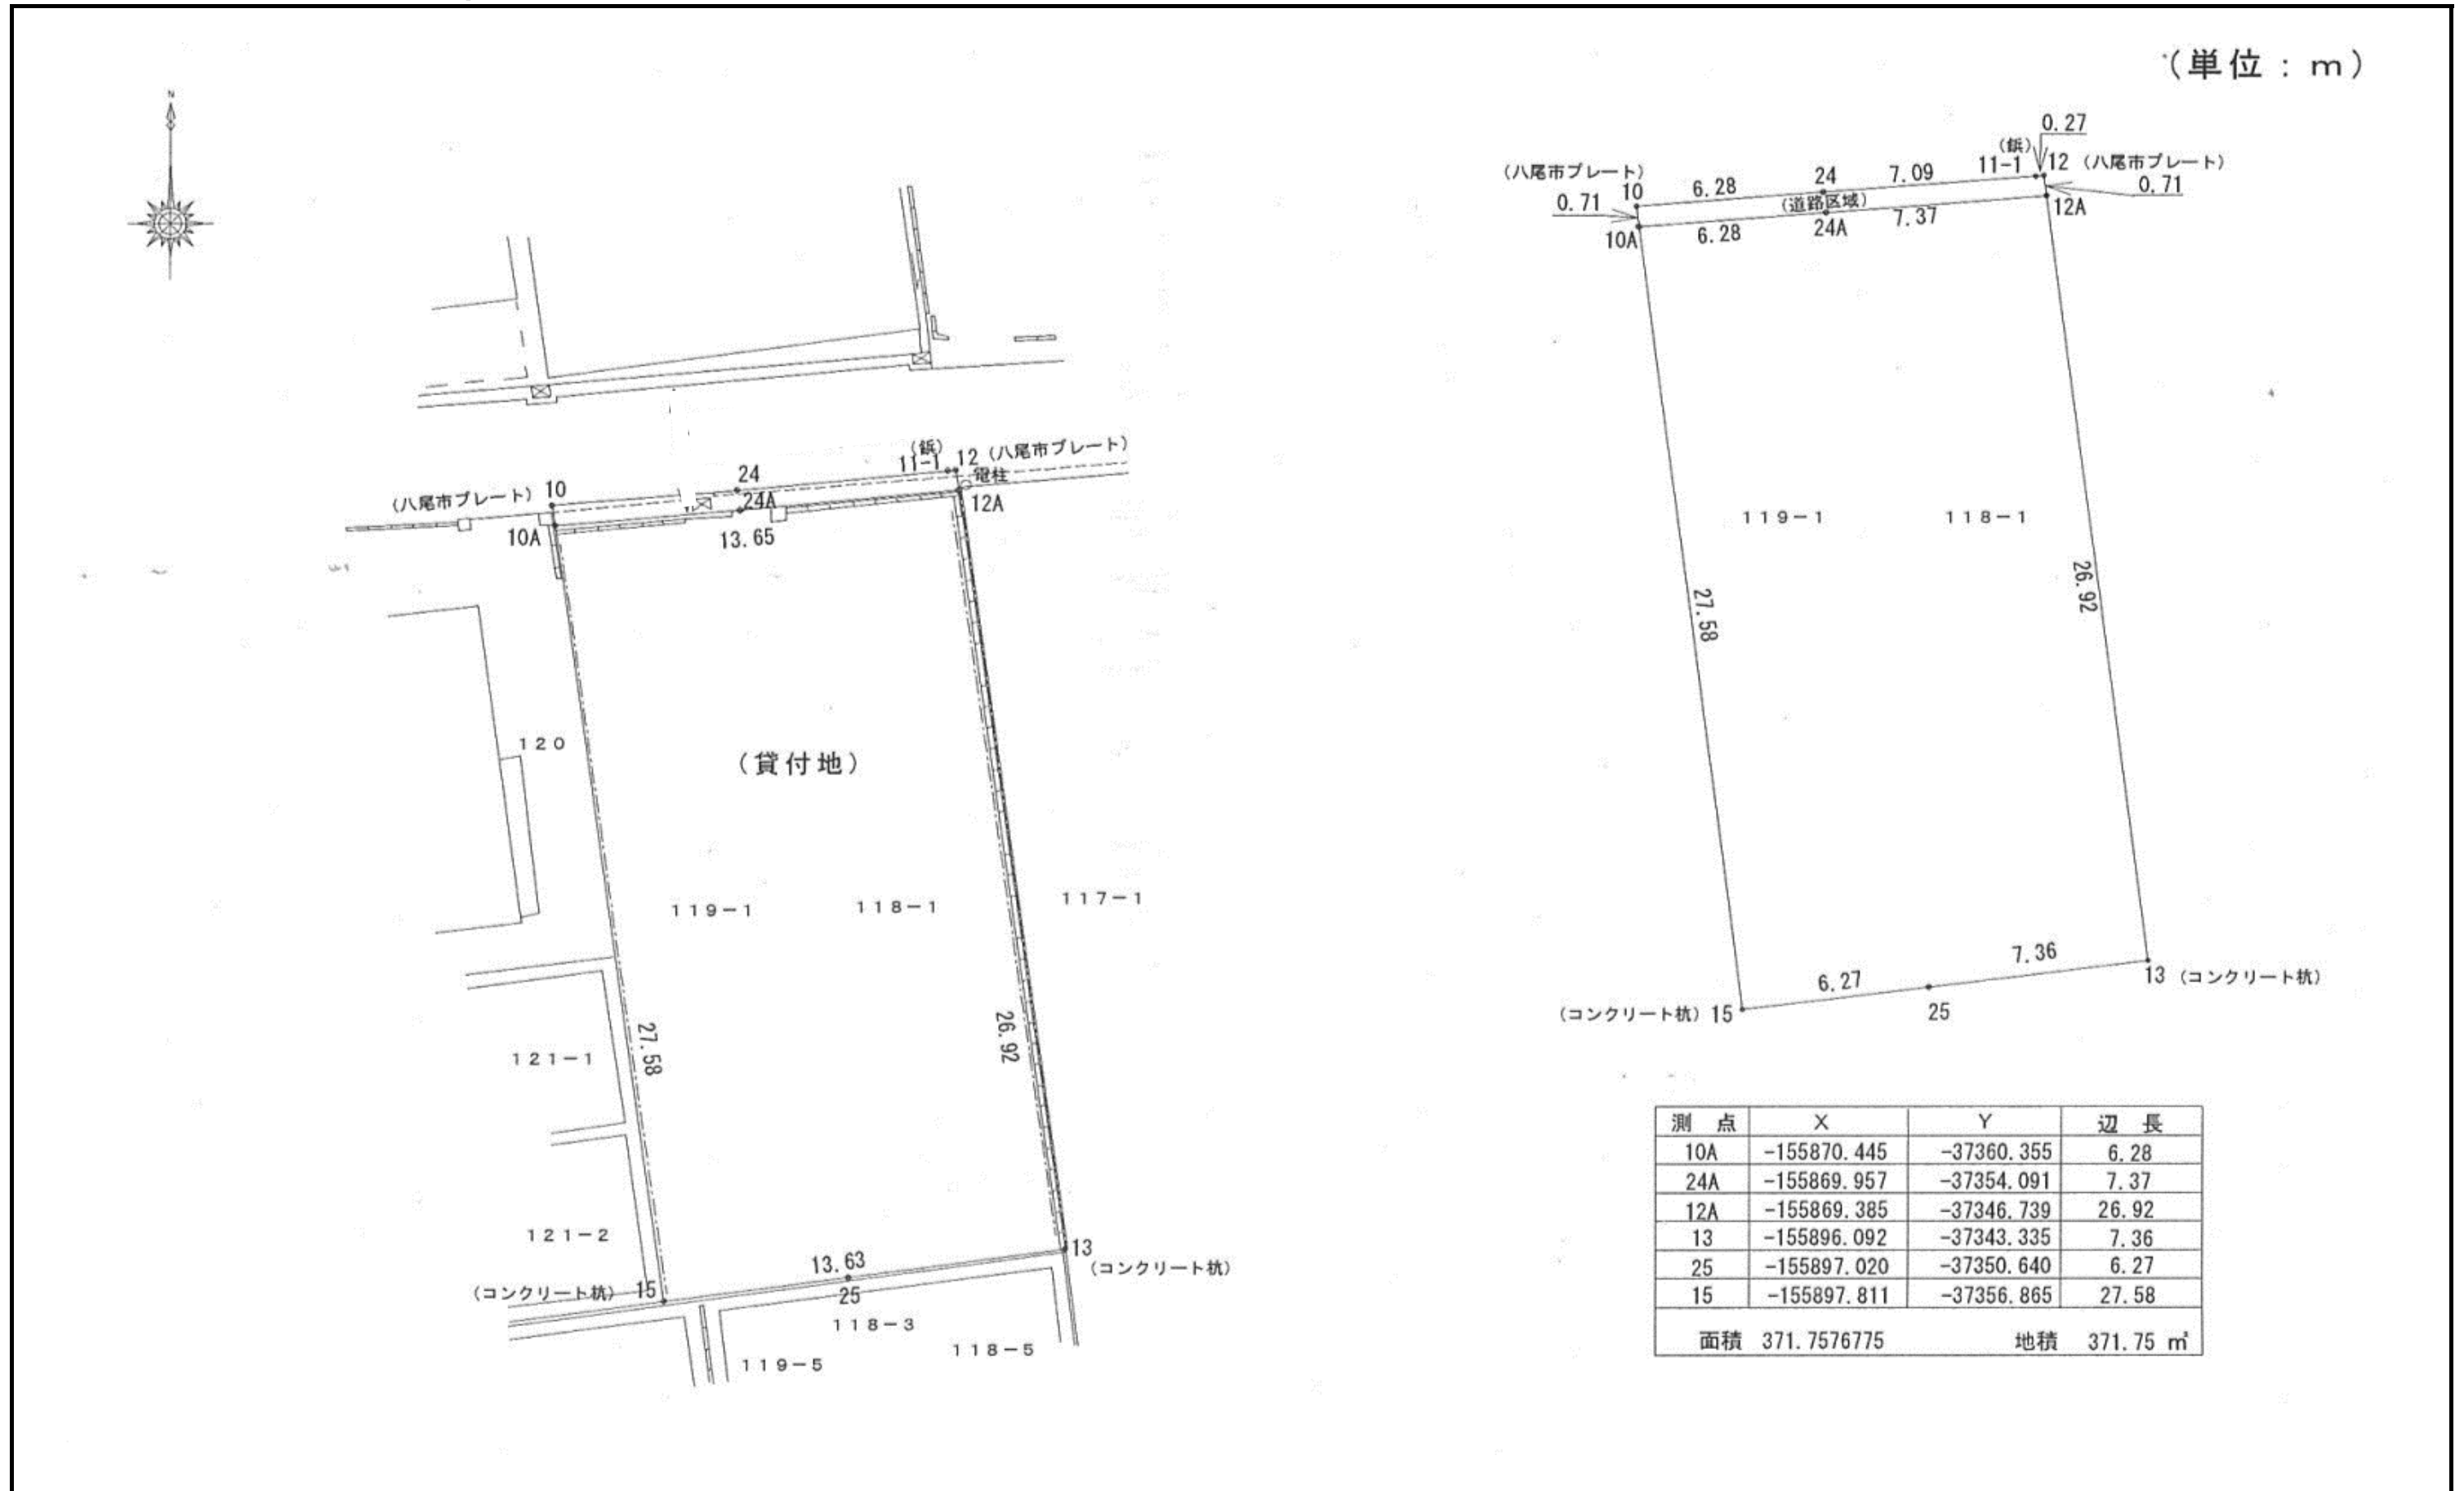 （単位：m）
N
（鋲）
11-1
12
（八尾市プレート）
電柱
24
（八尾市プレート）
10
24A
12A
10A
13.65
120
（貸付地）
119－1
118－1
117－1
27.58
26.92
121－1
121－2
13.63
13
（コンクリート杭）
（コンクリート杭）
15
25
118－3
119－5
118－5
0.27
（鋲）
（八尾市プレート）
10
6.28
24
7.09
11-1
12
（八尾市プレート）
0.71
（道路区域）
0.71
10A
6.28
24A
7.37
12A
119－1
118－1
27.58
26.92
7.36
6.27
13
（コンクリート杭）
（コンクリート杭）
15
25
測 点 X Y 辺 長
10A -155870.445 -37360.355 6.28
24A -155869.957 -37354.091 7.37
12A -155869.385 -37346.739 26.92
13 -155896.092 -37343.335 7.36
25 -155897.020 -37350.640 6.27
15 -155897.811 -37356.865 27.58
面積 371.7576775 地積 371.75 ㎡